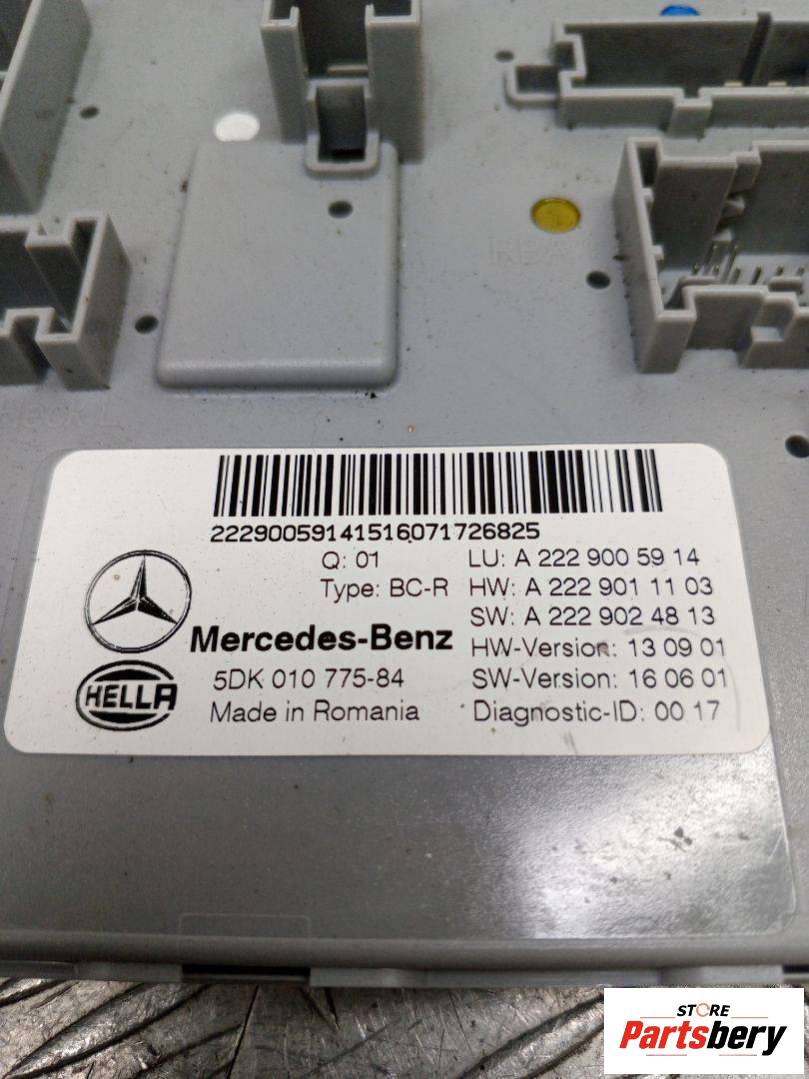 22290059141516071726825
Q: 01 LU: A 222 900 59 14
Type: BC-R HW: A 222 901 11 03
SW: A 222 902 48 13
Mercedes-Benz HW-Version: 13 09 01
HELLA 5DK 010 775-84 SW-Version: 16 06 01
Made in Romania Diagnostic-ID: 00 17
STORE
Partsbery